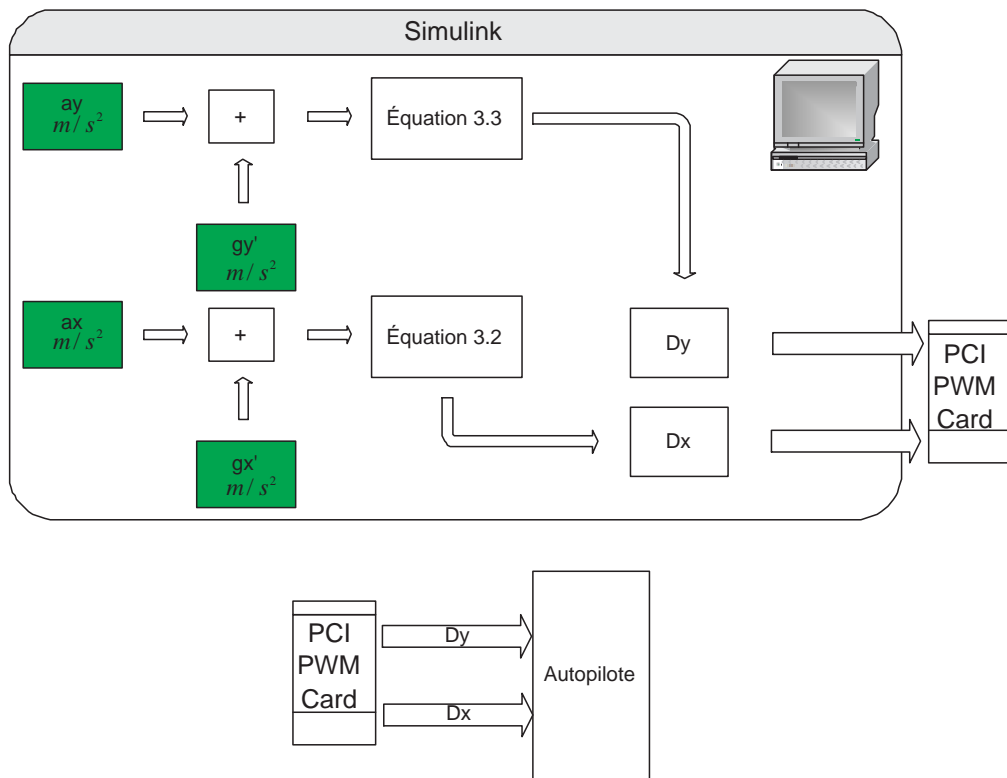 Simulink
ay
m/s²
+
Équation 3.3
gy'
m/s²
ax
m/s²
+
Équation 3.2
Dy
PCI
PWM
Card
Dx
gx'
m/s²
PCI
PWM
Card
Dy
Dx
Autopilote